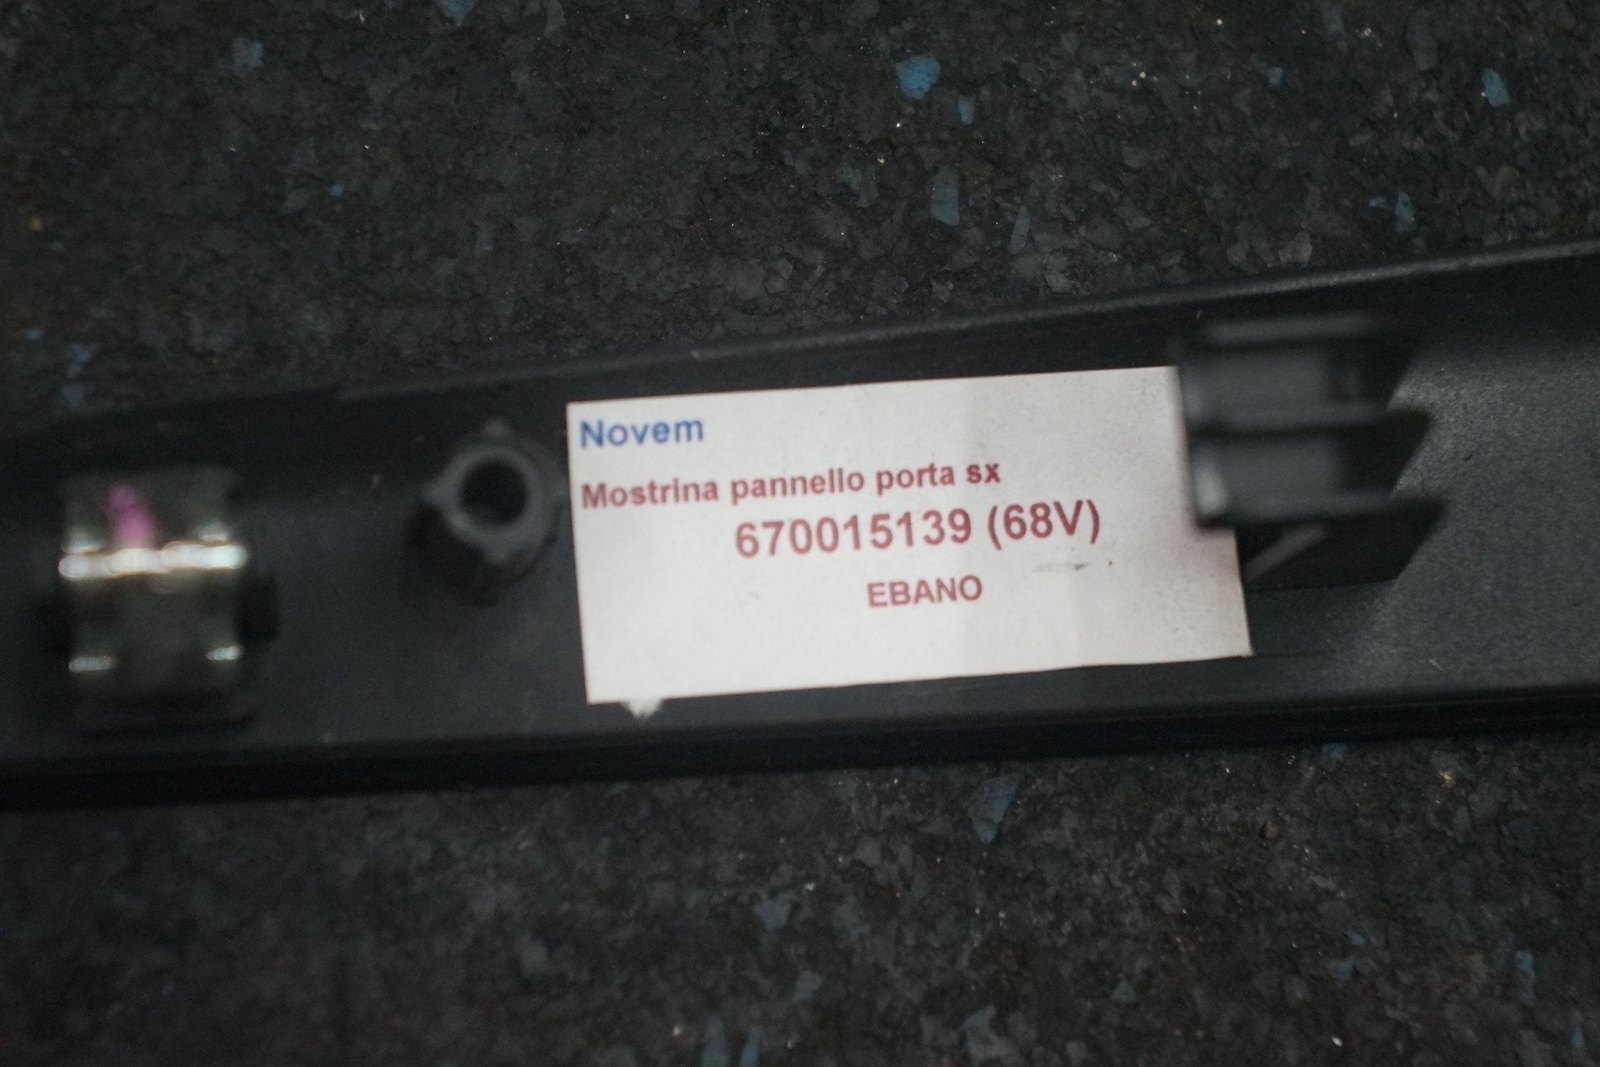 Novem
Mostrina pannello porta sx
670015139 (68V)
EBANO